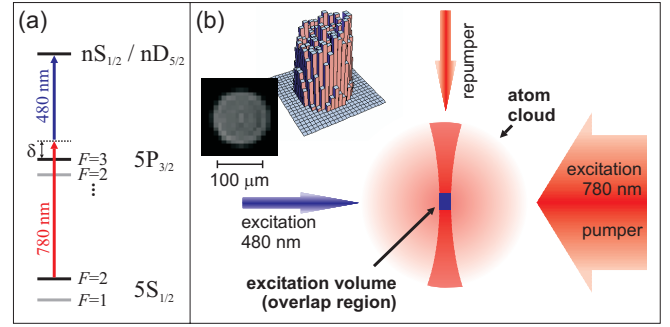 (a)
nS1/2 / nD5/2
480 nm
δ
F=3
5P3/2
F=2
⋮
780 nm
F=2
5S1/2
F=1
(b)
100 µm
repumper
atom
cloud
excitation
780 nm
pumper
excitation
480 nm
excitation volume
(overlap region)